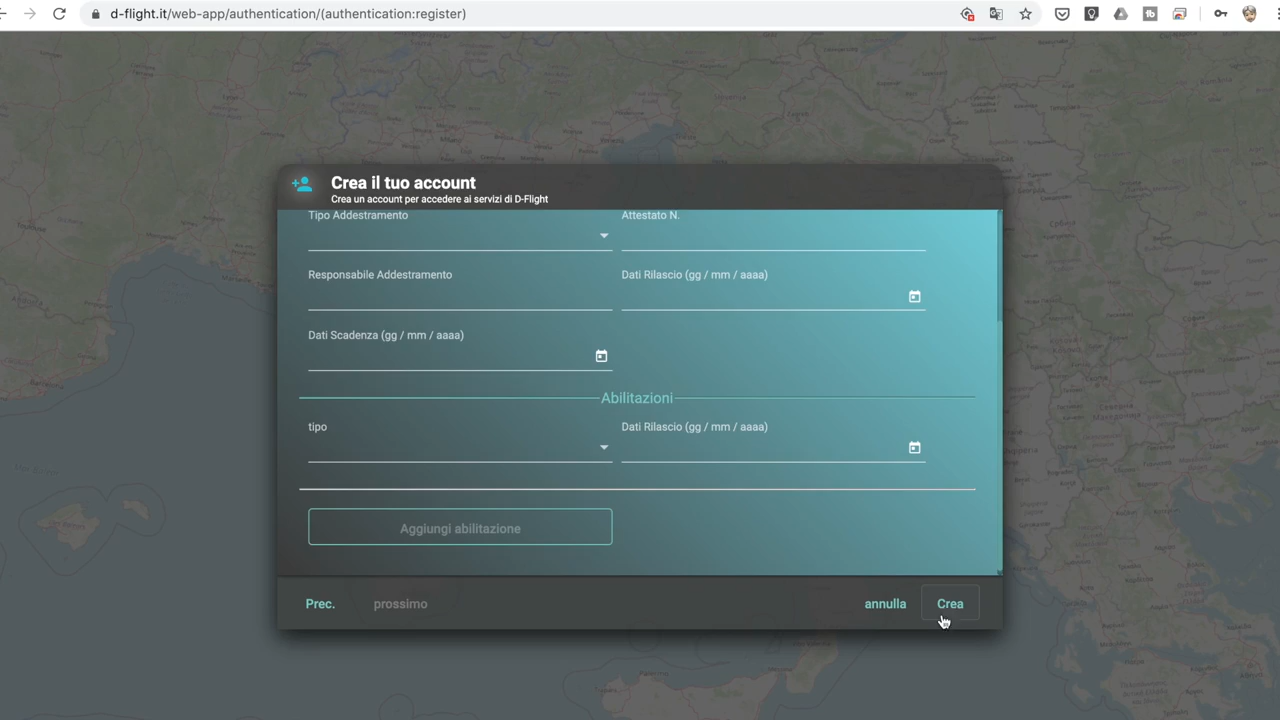 d-flight.it/web-app/authentication/(authentication:register)
Crea il tuo account
Crea un account per accedere ai servizi di D-Flight
Tipo Addestramento
Attestato N.
Responsabile Addestramento
Dati Rilascio (gg / mm / aaaa)
Dati Scadenza (gg / mm / aaaa)
Abilitazioni
tipo
Dati Rilascio (gg / mm / aaaa)
Aggiungi abilitazione
Prec.
prossimo
annulla
Crea